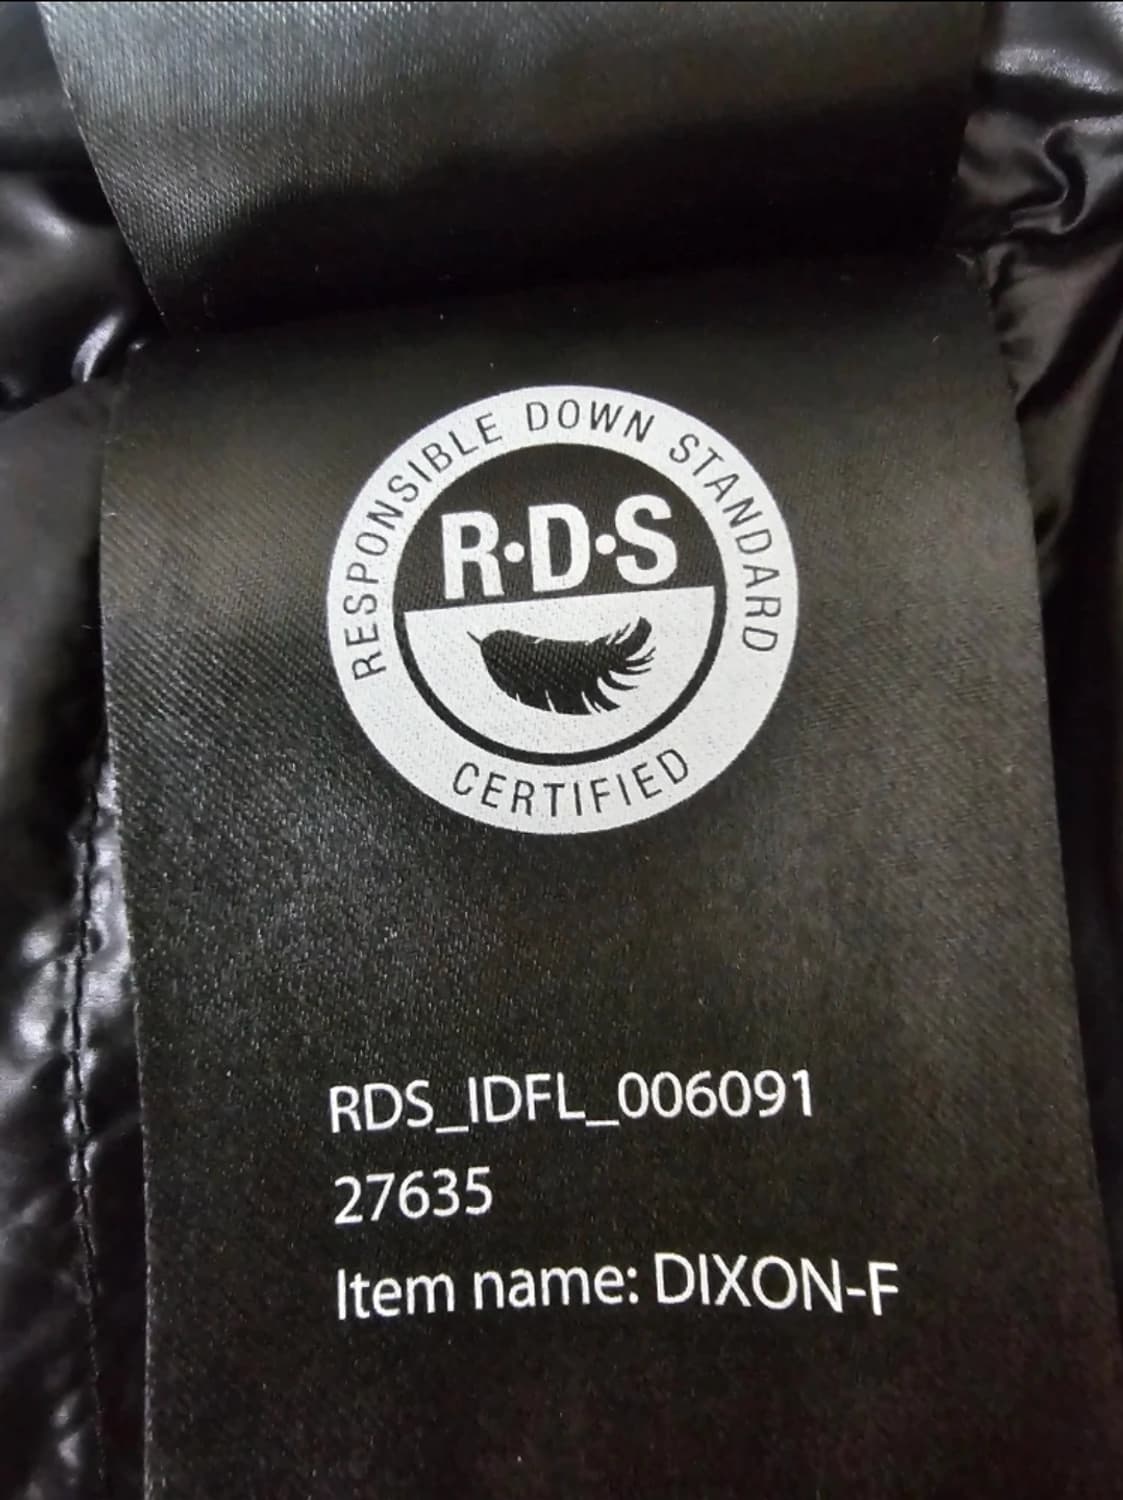 RESPONSIBLE DOWN STANDARD
R·D·S
CERTIFIED
RDS_IDFL_006091
27635
Item name: DIXON-F